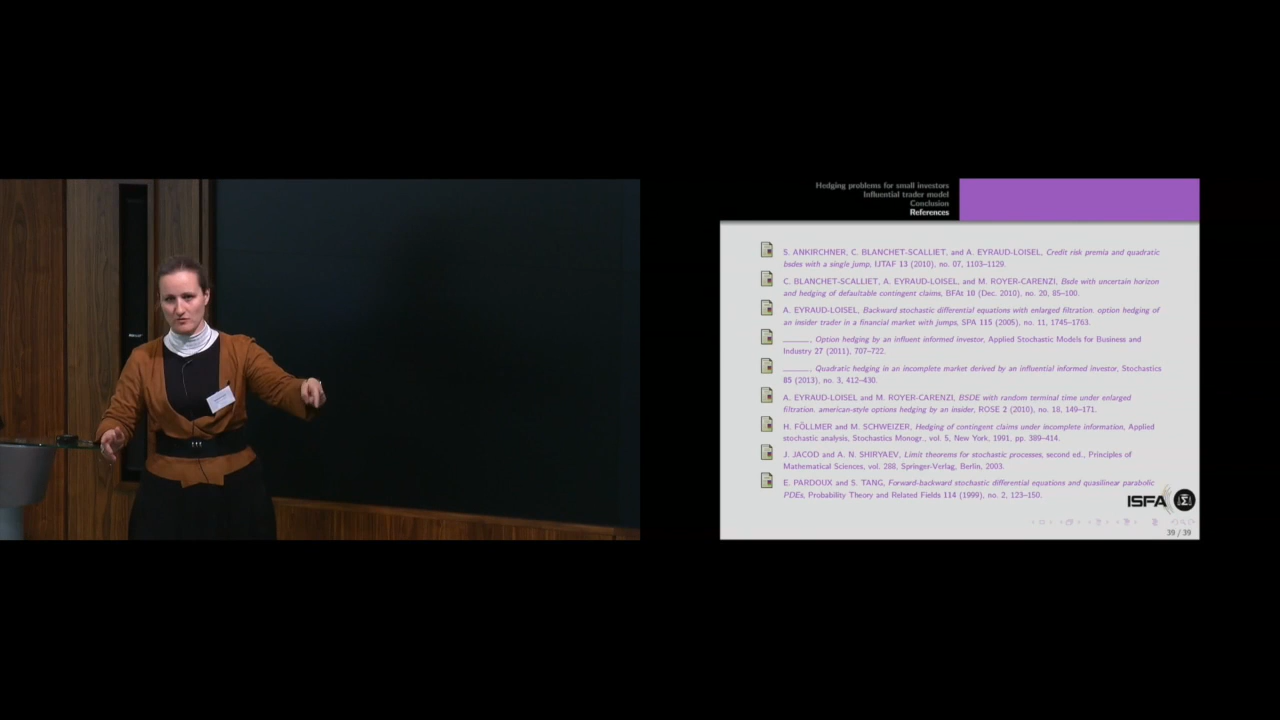 Hedging problems for small investors
Influential trader model
Conclusion
References
S. ANKIRCHNER, C. BLANCHET-SCALLIET, and A. EYRAUD-LOISEL, Credit risk premia and quadratic
bsdes with a single jump, IJTAF 13 (2010), no. 07, 1103–1129.
C. BLANCHET-SCALLIET, A. EYRAUD-LOISEL, and M. ROYER-CARENZI, Bsde with uncertain horizon
and hedging of defaultable contingent claims, BFAt 10 (Dec. 2010), no. 20, 85–100.
A. EYRAUD-LOISEL, Backward stochastic differential equations with enlarged filtration. option hedging of
an insider trader in a financial market with jumps, SPA 115 (2005), no. 11, 1745–1763.
______, Option hedging by an influent informed investor, Applied Stochastic Models for Business and
Industry 27 (2011), 707–722.
______, Quadratic hedging in an incomplete market derived by an influential informed investor, Stochastics
85 (2013), no. 3, 412–430.
A. EYRAUD-LOISEL and M. ROYER-CARENZI, BSDE with random terminal time under enlarged
filtration. american-style options hedging by an insider, ROSE 2 (2010), no. 18, 149–171.
H. FÖLLMER and M. SCHWEIZER, Hedging of contingent claims under incomplete information, Applied
stochastic analysis, Stochastics Monogr., vol. 5, New York, 1991, pp. 389–414.
J. JACOD and A. N. SHIRYAEV, Limit theorems for stochastic processes, second ed., Principles of
Mathematical Sciences, vol. 288, Springer-Verlag, Berlin, 2003.
E. PARDOUX and S. TANG, Forward-backward stochastic differential equations and quasilinear parabolic
PDEs, Probability Theory and Related Fields 114 (1999), no. 2, 123–150.
ISFA
39 / 39